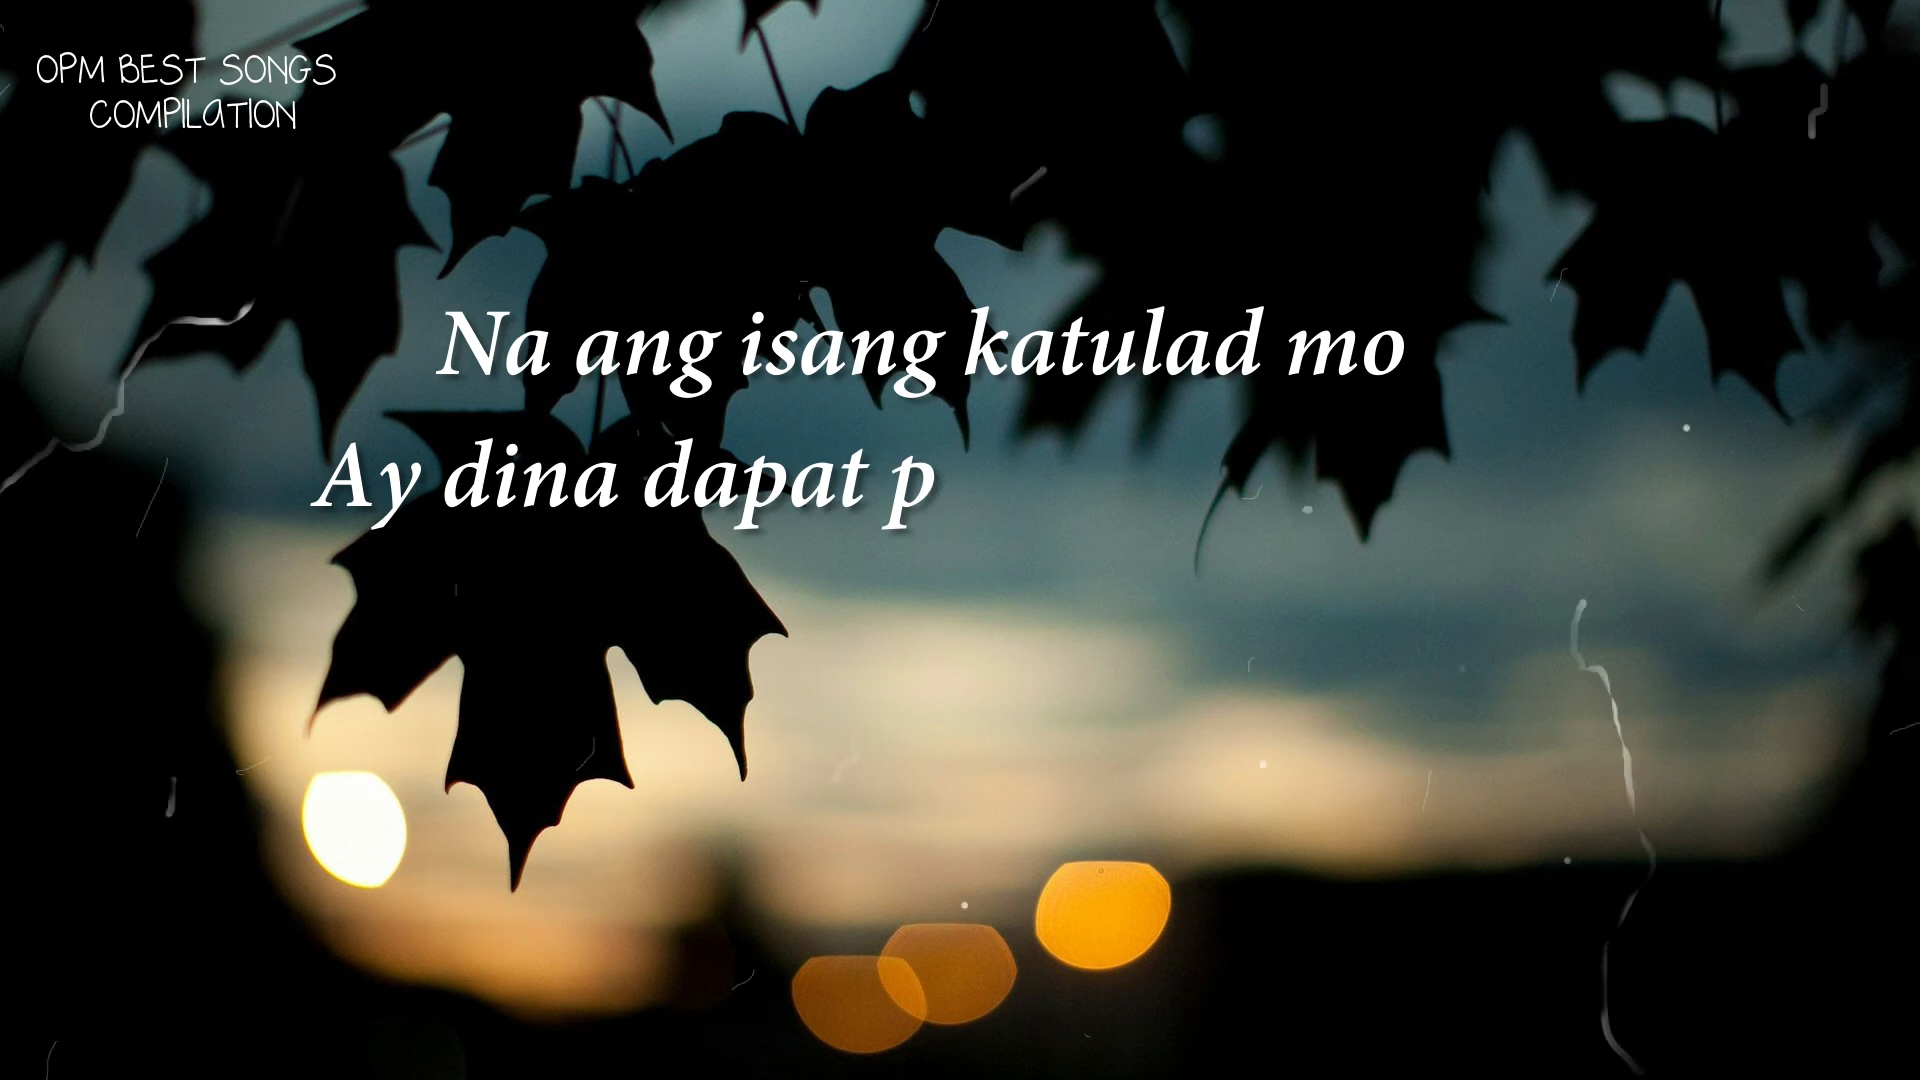 OPM BEST SONGS
COMPILATION
Na ang isang katulad mo
Ay dina dapat p